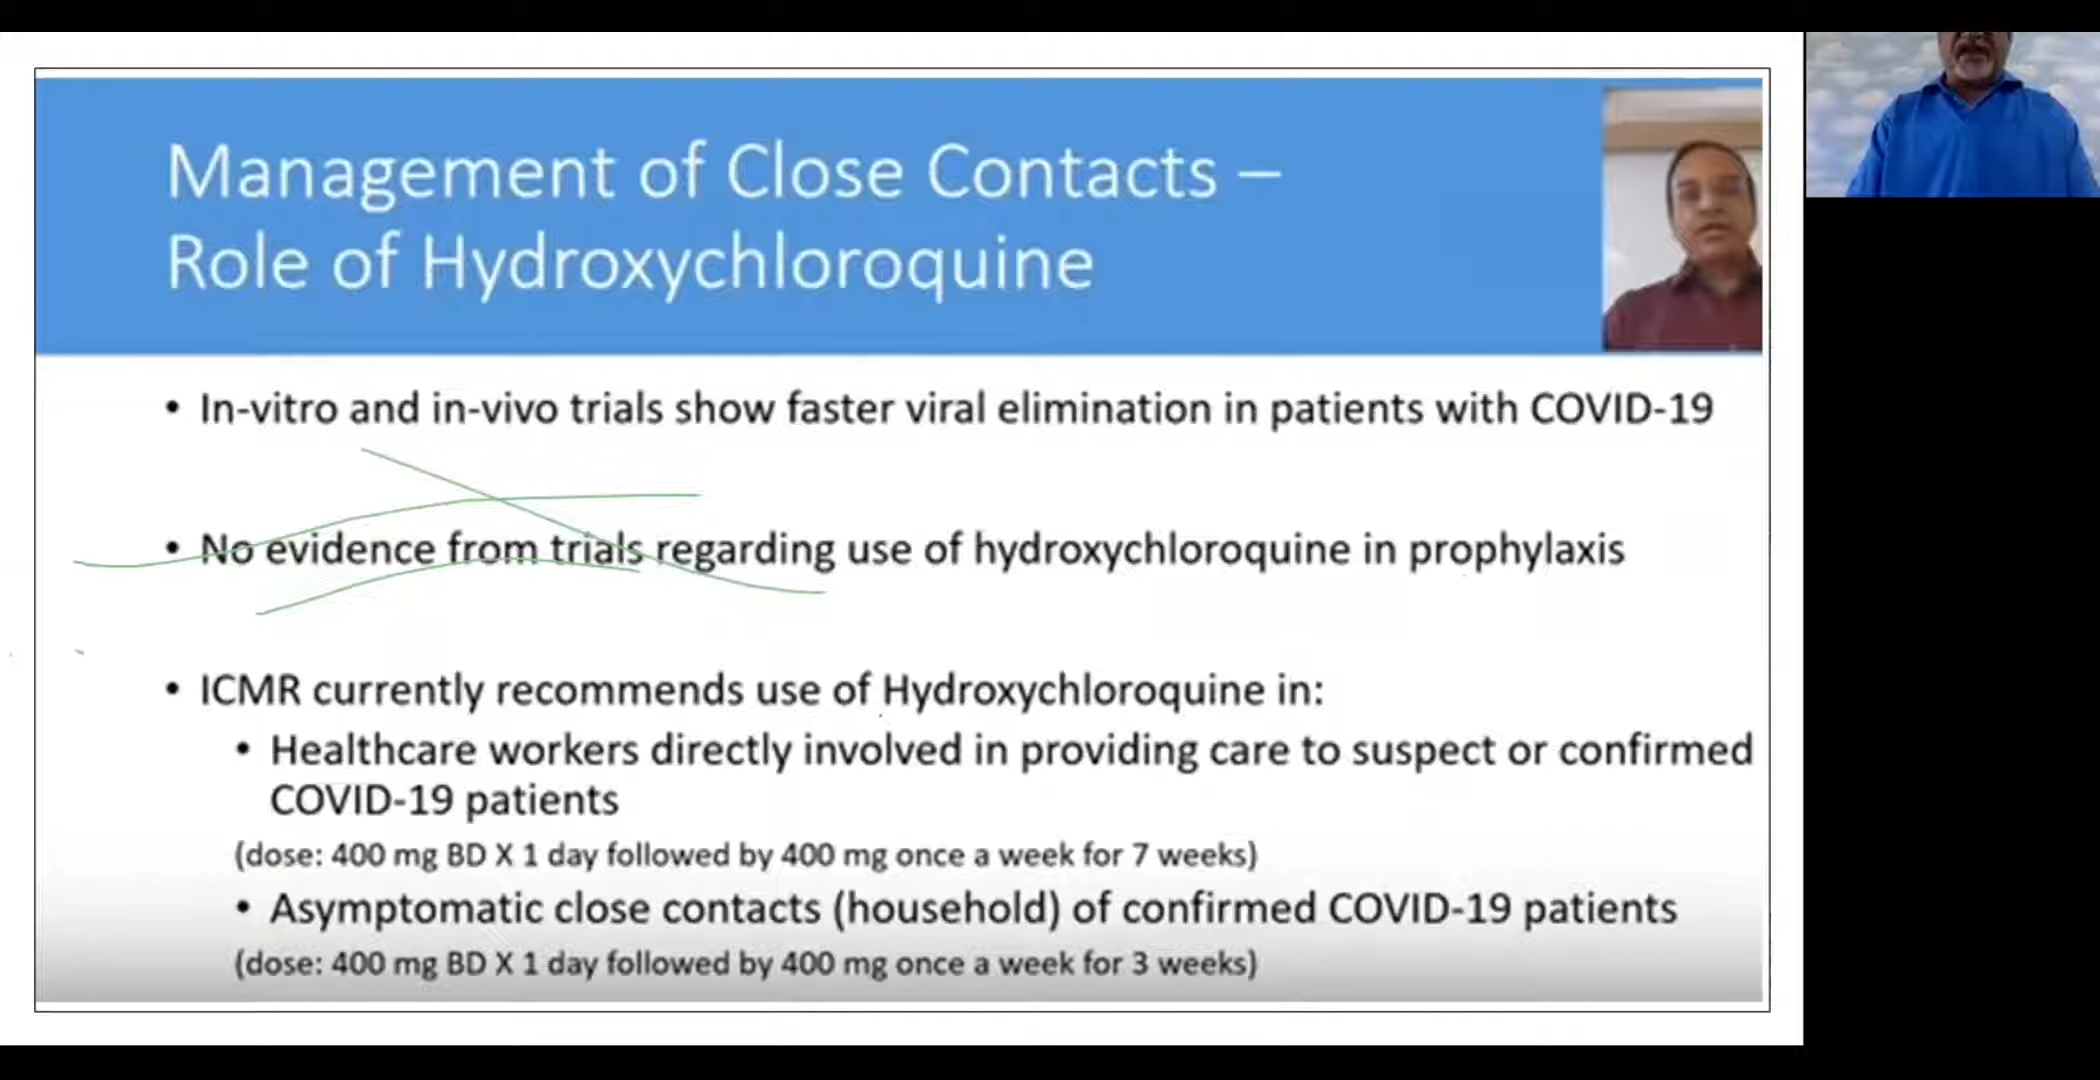 Management of Close Contacts –
Role of Hydroxychloroquine
• In-vitro and in-vivo trials show faster viral elimination in patients with COVID-19
• No evidence from trials regarding use of hydroxychloroquine in prophylaxis
• ICMR currently recommends use of Hydroxychloroquine in:
• Healthcare workers directly involved in providing care to suspect or confirmed
COVID-19 patients
(dose: 400 mg BD X 1 day followed by 400 mg once a week for 7 weeks)
• Asymptomatic close contacts (household) of confirmed COVID-19 patients
(dose: 400 mg BD X 1 day followed by 400 mg once a week for 3 weeks)